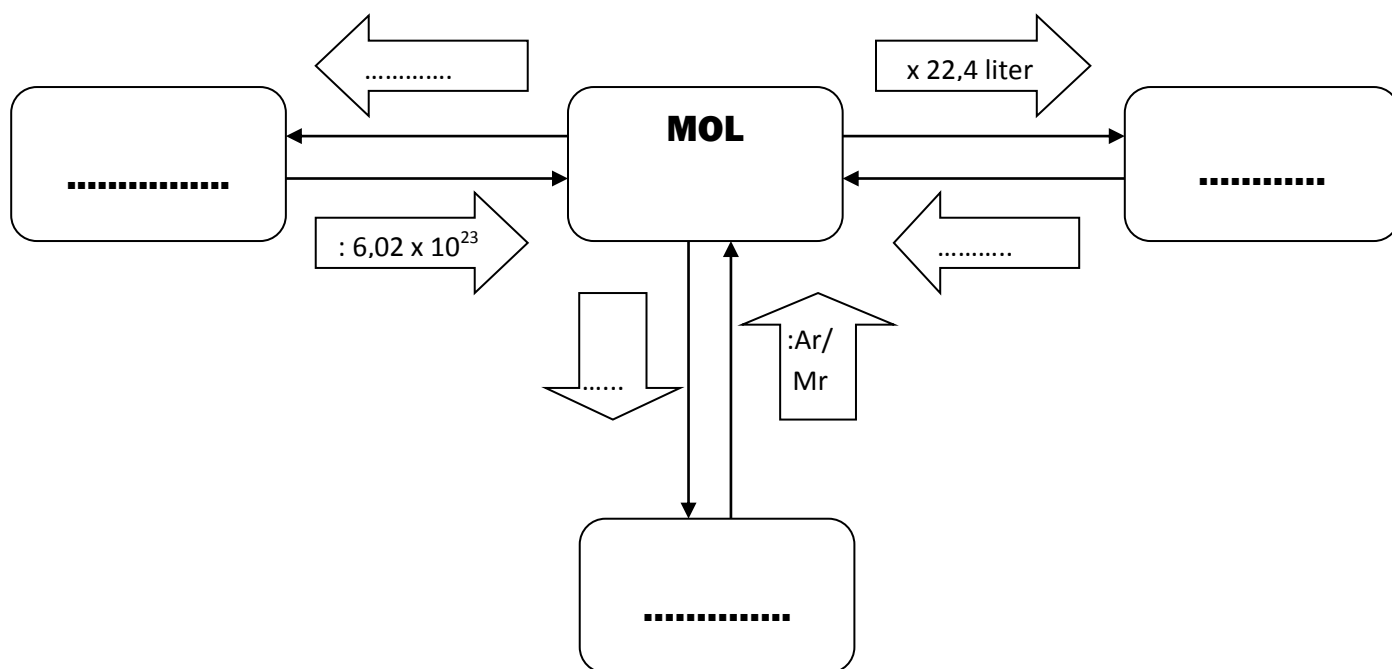 ………….
x 22,4 liter
MOL
................
............
: 6,02 x 10²³
………..
:Ar/
Mr
……
..............